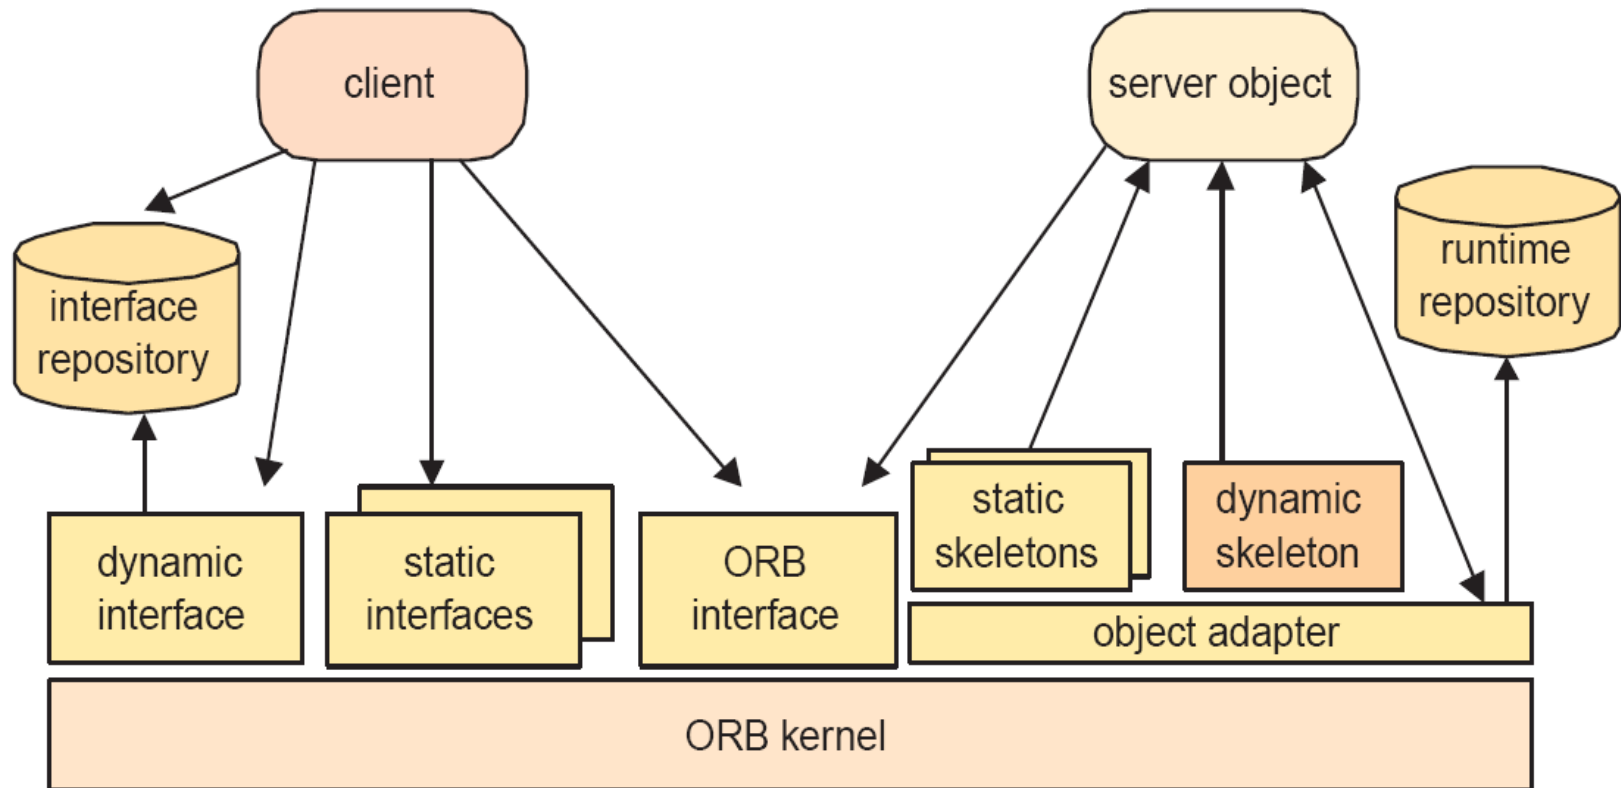 client
server object
interface
repository
runtime
repository
dynamic
interface
static
interfaces
ORB
interface
static
skeletons
dynamic
skeleton
object adapter
ORB kernel